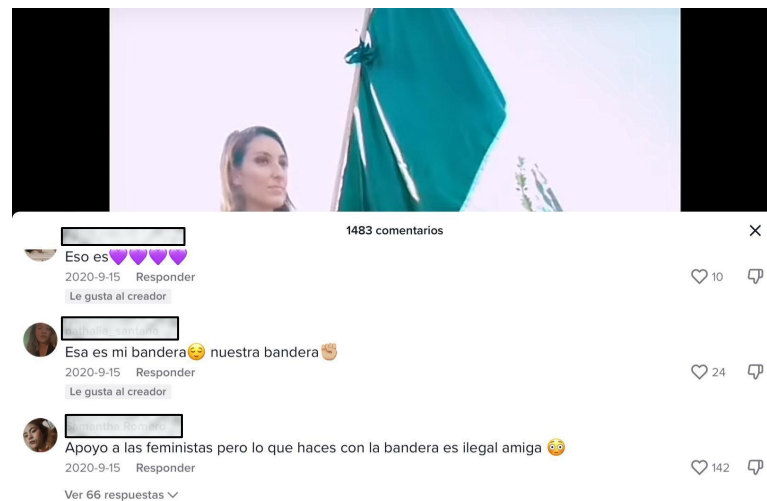 1483 comentarios
Eso es💜💜💜💜
2020-9-15 Responder
10
Le gusta al creador
Esa es mi bandera😌 nuestra bandera✊🏼
2020-9-15 Responder
24
Le gusta al creador
Apoyo a las feministas pero lo que haces con la bandera es ilegal amiga 😳
2020-9-15 Responder
142
Ver 66 respuestas